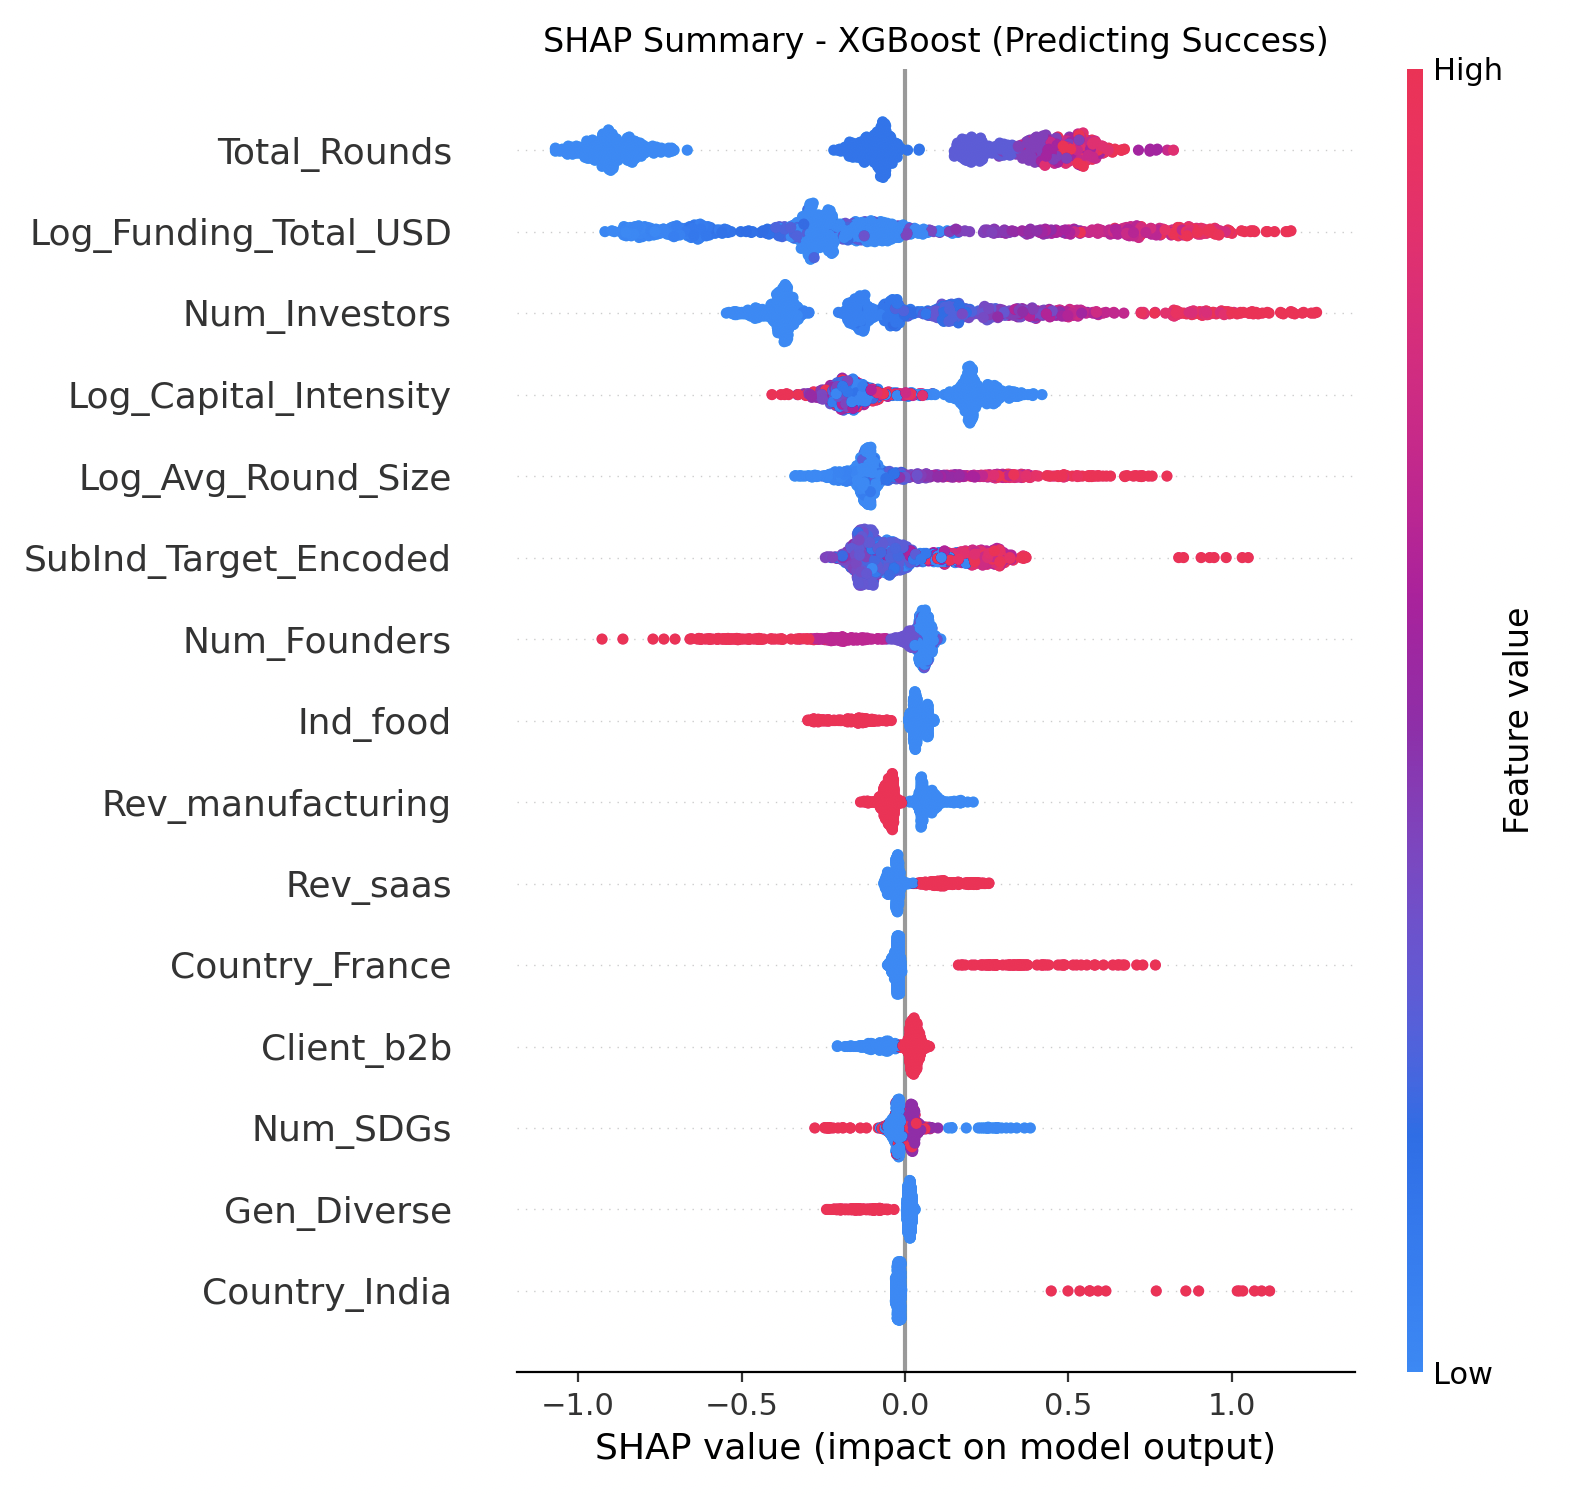 SHAP Summary - XGBoost (Predicting Success)
High
Total_Rounds
Log_Funding_Total_USD
Num_Investors
Log_Capital_Intensity
Log_Avg_Round_Size
SubInd_Target_Encoded
Num_Founders
Ind_food
Rev_manufacturing
Rev_saas
Country_France
Client_b2b
Num_SDGs
Gen_Diverse
Country_India
Feature value
Low
−1.0 −0.5 0.0 0.5 1.0
SHAP value (impact on model output)